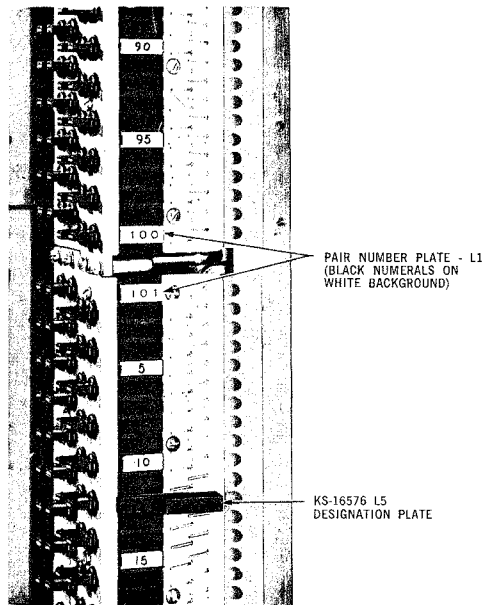 90
95
100
101
5
10
15
PAIR NUMBER PLATE - L1
(BLACK NUMERALS ON
WHITE BACKGROUND)
KS-16576 L5
DESIGNATION PLATE